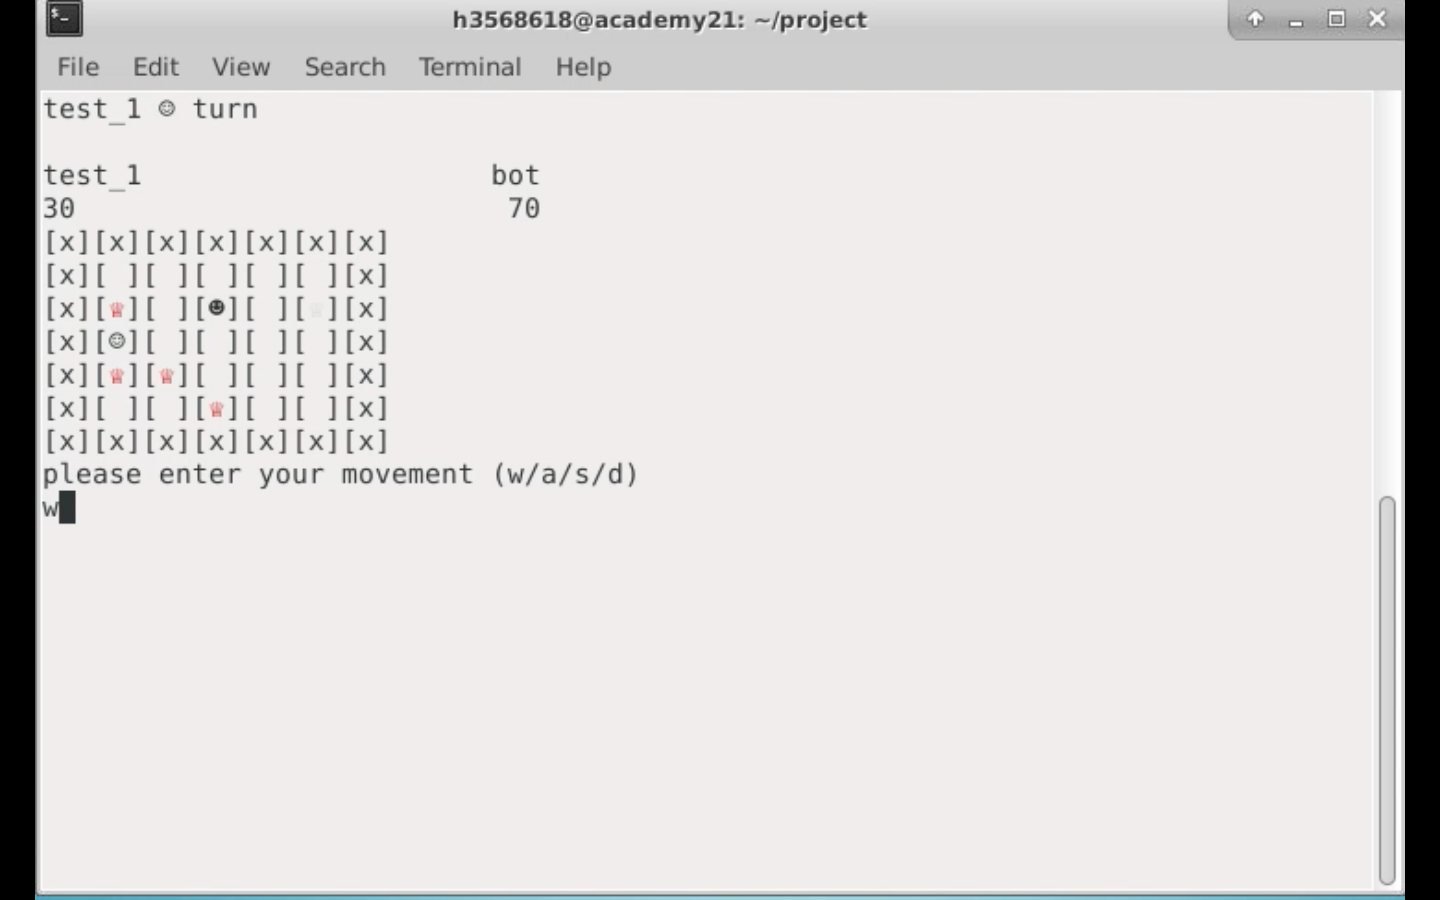 h3568618@academy21: ~/project
File Edit View Search Terminal Help
test_1 ☺ turn
test_1 bot
30 70
[x][x][x][x][x][x][x]
[x][ ][ ][ ][ ][ ][x]
[x][♕][ ][☻][ ][♕][x]
[x][☺][ ][ ][ ][ ][x]
[x][♕][♕][ ][ ][ ][x]
[x][ ][ ][♕][ ][ ][x]
[x][x][x][x][x][x][x]
please enter your movement (w/a/s/d)
w